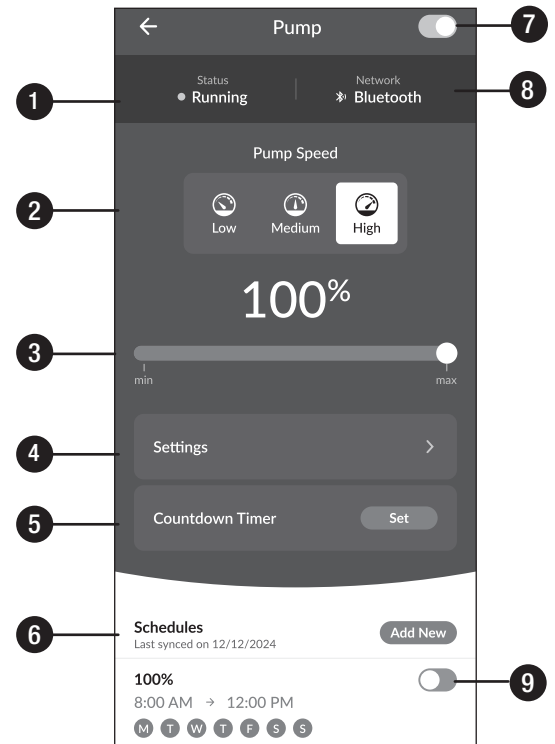 Pump
7
Status
Running
Network
Bluetooth
1
8
Pump Speed
2
Low
Medium
High
100%
3
min
max
4
Settings
5
Countdown Timer
Set
6
Schedules
Last synced on 12/12/2024
Add New
100%
8:00 AM → 12:00 PM
9
M T W T F S S